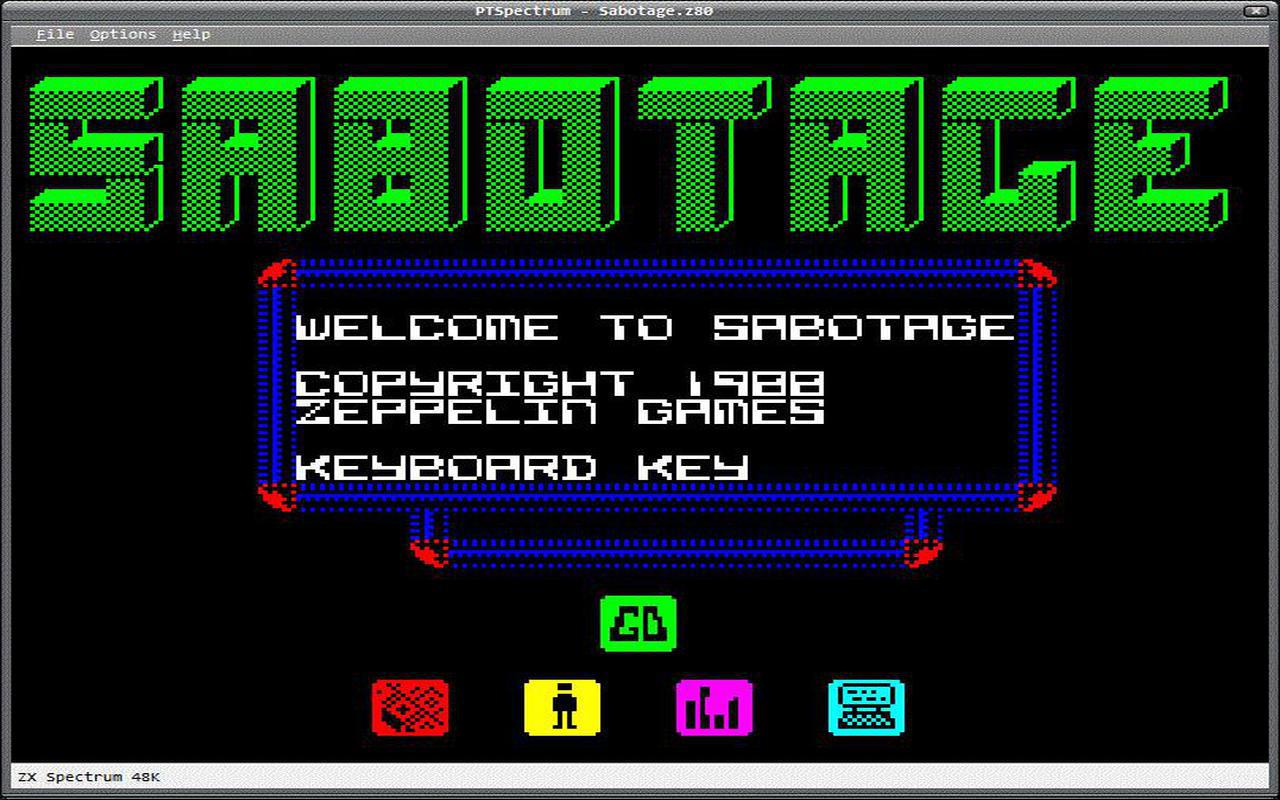 PTSpectrum - Sabotage.z80
File Options Help
SABOTAGE
WELCOME TO SABOTAGE
COPYRIGHT 1988
ZEPPELIN GAMES
KEYBOARD KEY
GO
ZX Spectrum 48K